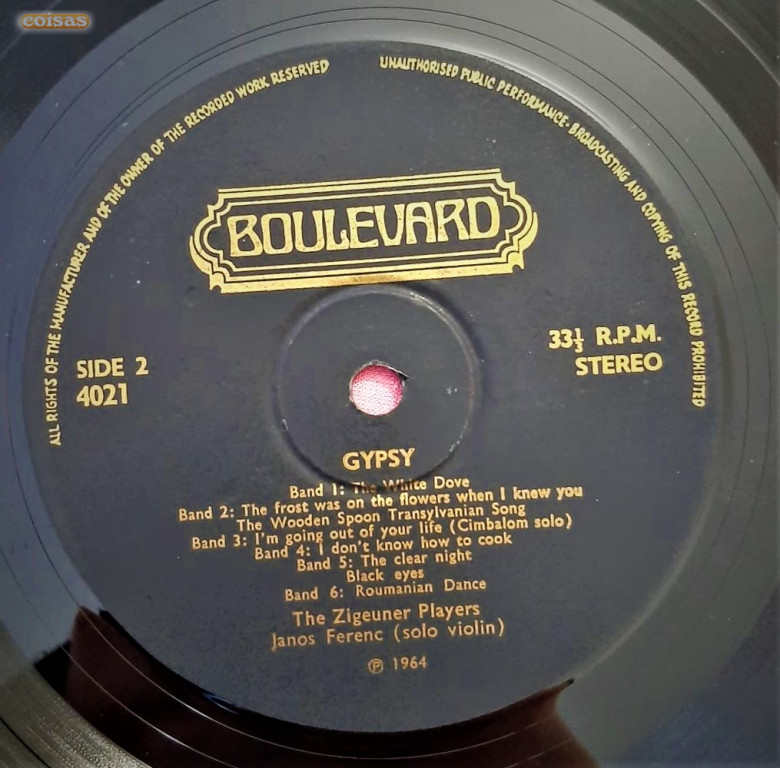 coisas
ALL RIGHTS OF THE MANUFACTURER AND OF THE OWNER OF THE RECORDED WORK RESERVED
UNAUTHORISED PUBLIC PERFORMANCE · BROADCASTING AND COPYING OF THIS RECORD PROHIBITED
BOULEVARD
SIDE 2
4021
33⅓ R.P.M.
STEREO
GYPSY
Band 1: The White Dove
Band 2: The frost was on the flowers when I knew you
The Wooden Spoon Transylvanian Song
Band 3: I'm going out of your life (Cimbalom solo)
Band 4: I don't know how to cook
Band 5: The clear night
Black eyes
Band 6: Roumanian Dance
The Zigeuner Players
Janos Ferenc (solo violin)
℗ 1964